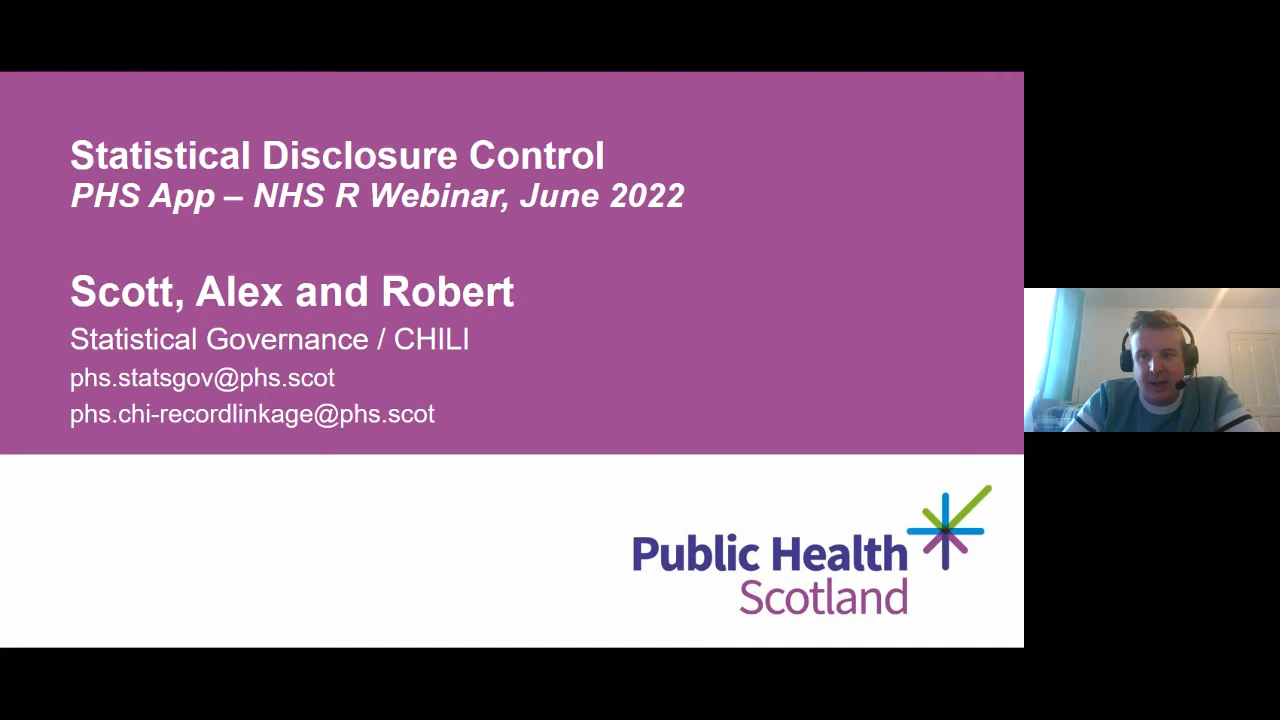 Statistical Disclosure Control
PHS App – NHS R Webinar, June 2022
Scott, Alex and Robert
Statistical Governance / CHILI
phs.statsgov@phs.scot
phs.chi-recordlinkage@phs.scot
Public Health
Scotland